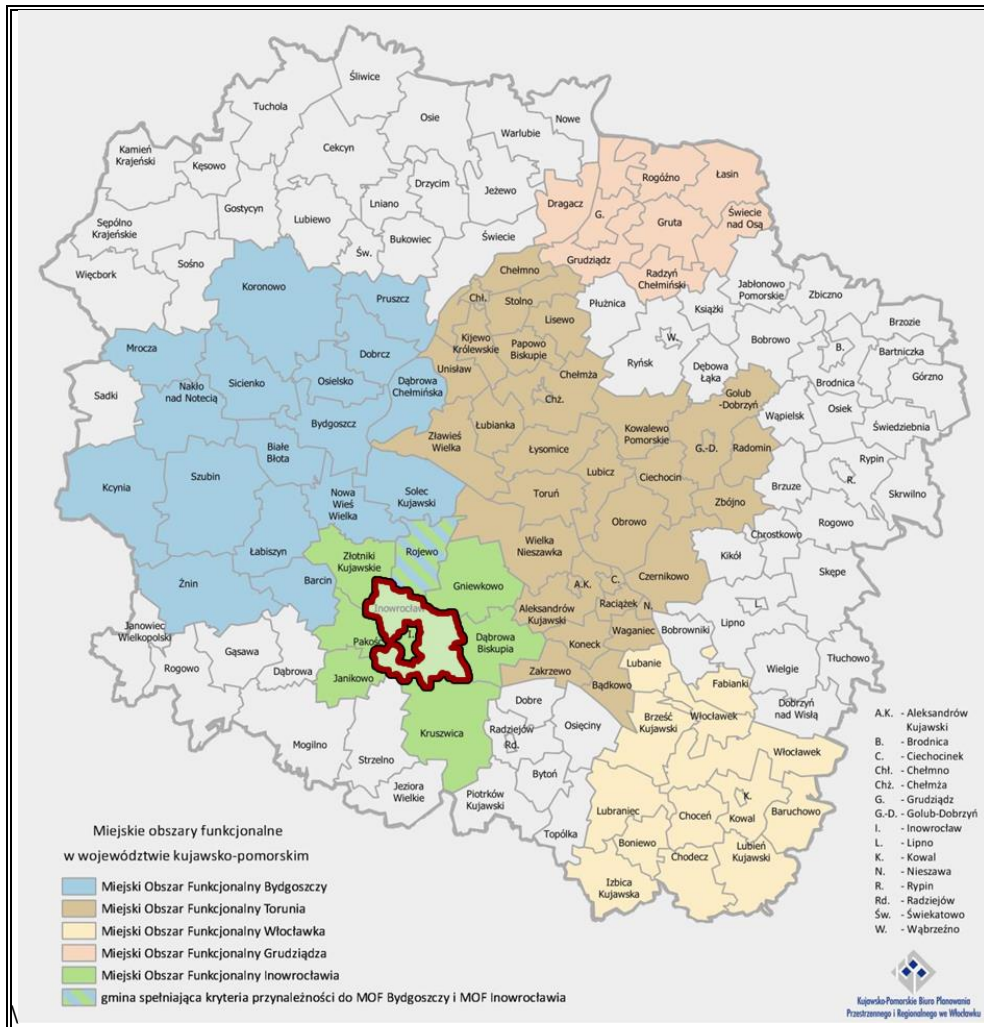 Śliwice
Tuchola
Osie
Nowe
Warlubie
Cekcyn
Kamień
Krajeński
Kęsowo
Drzycim
Rogóźno
Łasin
Lniano
Jeżewo
Gostycyn
Lubiewo
Dragacz
G.
Gruta
Świecie
nad Osą
Sępólno
Krajeńskie
Bukowiec
Świecie
Św.
Sośno
Grudziądz
Więcbork
Chełmno
Radzyń
Chełmiński
Koronowo
Jabłonowo
Pomorskie
Zbiczno
Pruszcz
Chł.
Stolno
Płużnica
Książki
Lisewo
Brzozie
Mrocza
Dobrcz
Kijewo
Królewskie
Papowo
Biskupie
W.
Bobrowo
B.
Bartniczka
Unisław
Ryńsk
Dębowa
Łąka
Górzno
Nakło
nad Notecią
Sicienko
Osielsko
Dąbrowa
Chełmińska
Chełmża
Brodnica
Sadki
Chż.
Golub
-Dobrzyń
Osiek
Wąpielsk
Bydgoszcz
Łubianka
Kowalewo
Pomorskie
Świedziebnia
Białe
Błota
Zławieś
Wielka
Łysomice
G.-D.
Radomin
Rypin
Szubin
Lubicz
Ciechocin
R.
Kcynia
Nowa
Wieś
Wielka
Solec
Kujawski
Toruń
Brzuze
Skrwilno
Zbójno
Obrowo
Rogowo
Wielka
Nieszawka
Chrostkowo
Łabiszyn
Złotniki
Kujawskie
Rojewo
Kikół
Skępe
Żnin
Barcin
Gniewkowo
A.K.
C.
Czernikowo
Inowrocław
Raciążek
N.
Aleksandrów
Kujawski
L.
Janowiec
Wielkopolski
Waganiec
Bobrowniki
Lipno
Gąsawa
Pakość
I.
Dąbrowa
Biskupia
Koneck
Tłuchowo
Rogowo
Dąbrowa
Lubanie
Wielgie
Janikowo
Zakrzewo
Fabianki
Bądkowo
Dobre
Dobrzyń
nad Wisłą
Kruszwica
Radziejów
Osięciny
Brześć
Kujawski
Włocławek
Mogilno
Rd.
Włocławek
Strzelno
Bytoń
Jeziora
Wielkie
Piotrków
Kujawski
K.
Baruchowo
Lubraniec
Choceń
Kowal
Topólka
Boniewo
Chodecz
Lubień
Kujawski
Izbica
Kujawska
A.K. - Aleksandrów
Kujawski
B. - Brodnica
C. - Ciechocinek
Chł. - Chełmno
Chż. - Chełmża
G. - Grudziądz
G.-D. - Golub-Dobrzyń
I. - Inowrocław
L. - Lipno
K. - Kowal
N. - Nieszawa
R. - Rypin
Rd. - Radziejów
Św. - Świekatowo
W. - Wąbrzeźno
Miejskie obszary funkcjonalne
w województwie kujawsko-pomorskim
Miejski Obszar Funkcjonalny Bydgoszczy
Miejski Obszar Funkcjonalny Torunia
Miejski Obszar Funkcjonalny Włocławka
Miejski Obszar Funkcjonalny Grudziądza
Miejski Obszar Funkcjonalny Inowrocławia
gmina spełniająca kryteria przynależności do MOF Bydgoszczy i MOF Inowrocławia
Kujawsko-Pomorskie Biuro Planowania
Przestrzennego i Regionalnego we Włocławku